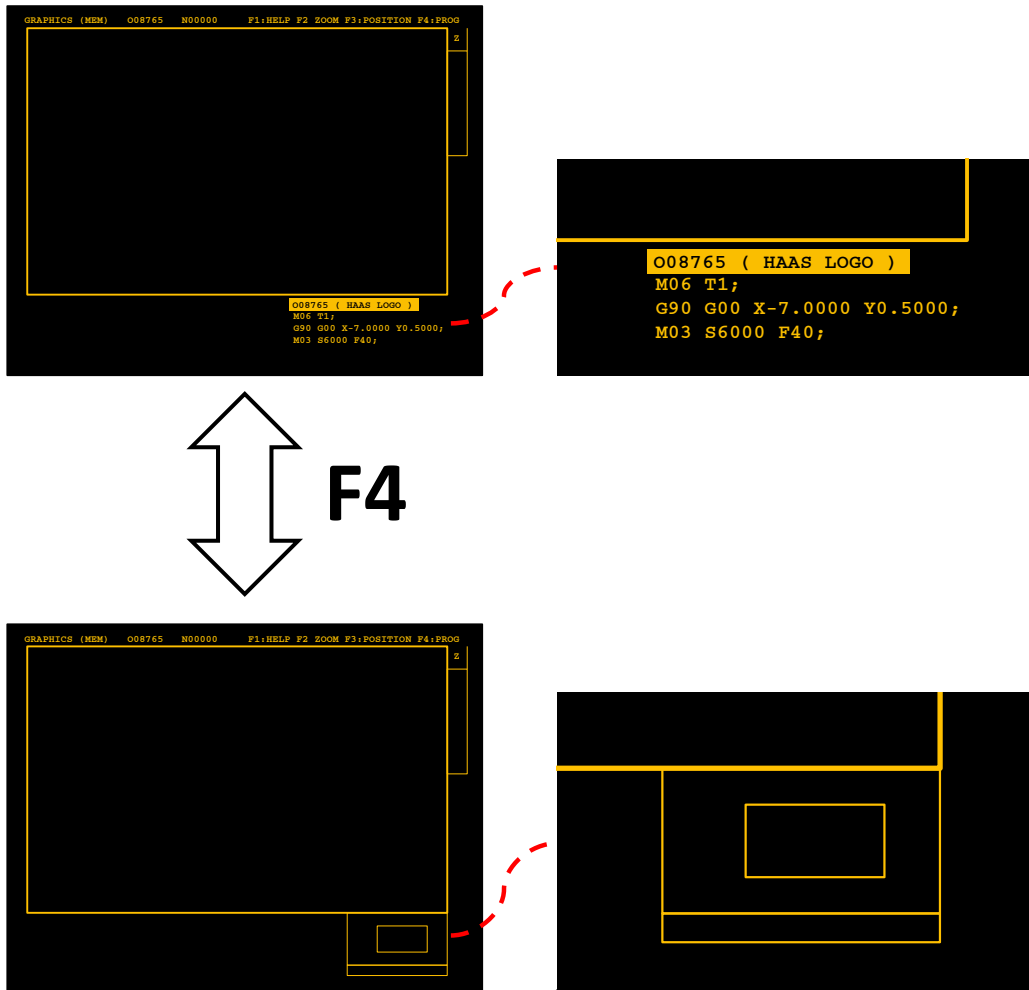 GRAPHICS (MEM) O08765 N00000 F1:HELP F2 ZOOM F3:POSITION F4:PROG
Z
O08765 ( HAAS LOGO )
M06 T1;
G90 G00 X-7.0000 Y0.5000;
M03 S6000 F40;
O08765 ( HAAS LOGO )
M06 T1;
G90 G00 X-7.0000 Y0.5000;
M03 S6000 F40;
F4
GRAPHICS (MEM) O08765 N00000 F1:HELP F2 ZOOM F3:POSITION F4:PROG
Z